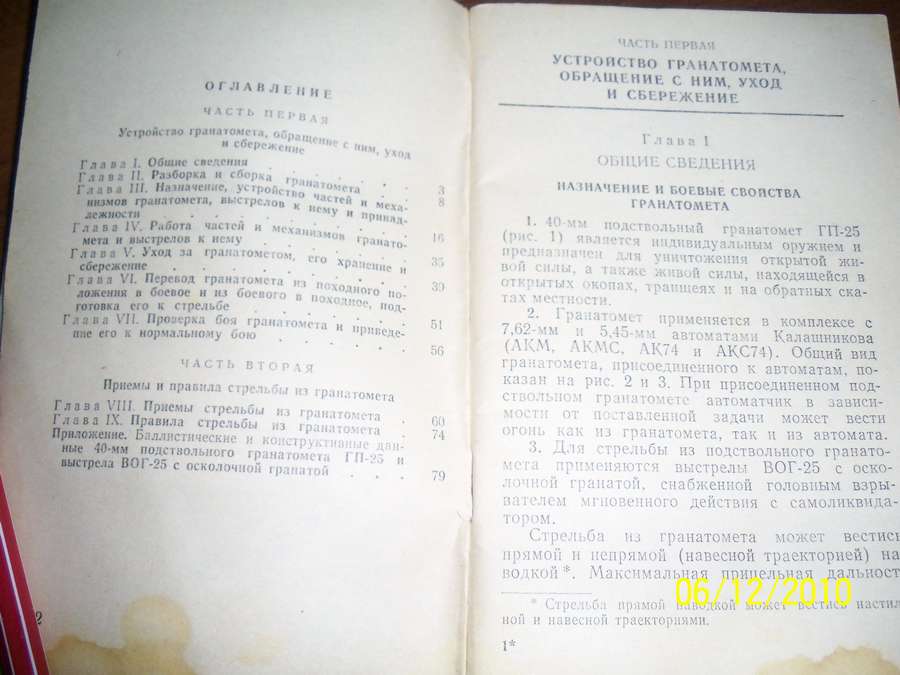 ОГЛАВЛЕНИЕ
ЧАСТЬ ПЕРВАЯ
Устройство гранатомета, обращение с ним, уход
и сбережение
Глава I. Общие сведения . . . . . . 3
Глава II. Разборка и сборка гранатомета 8
Глава III. Назначение, устройство частей и меха-
низмов гранатомета, выстрелов к нему и принад-
лежности . . . . . . . . 16
Глава IV. Работа частей и механизмов гранато-
мета и выстрелов к нему . . . . . 35
Глава V. Уход за гранатометом, его хранение и
сбережение . . . . . . . . 39
Глава VI. Перевод гранатомета из походного по-
ложения в боевое и из боевого в походное, под-
готовка его к стрельбе . . . . . 51
Глава VII. Проверка боя гранатомета и приведе-
ние его к нормальному бою . . . . 56
ЧАСТЬ ВТОРАЯ
Приемы и правила стрельбы из гранатомета
Глава VIII. Приемы стрельбы из гранатомета 60
Глава IX. Правила стрельбы из гранатомета . 74
Приложение. Баллистические и конструктивные дан-
ные 40-мм подствольного гранатомета ГП-25 и
выстрела ВОГ-25 с осколочной гранатой . . . 79
2
ЧАСТЬ ПЕРВАЯ
УСТРОЙСТВО ГРАНАТОМЕТА,
ОБРАЩЕНИЕ С НИМ, УХОД
И СБЕРЕЖЕНИЕ
Глава I
ОБЩИЕ СВЕДЕНИЯ
НАЗНАЧЕНИЕ И БОЕВЫЕ СВОЙСТВА
ГРАНАТОМЕТА
1. 40-мм подствольный гранатомет ГП-25
(рис. 1) является индивидуальным оружием и
предназначен для уничтожения открытой жи-
вой силы, а также живой силы, находящейся в
открытых окопах, траншеях и на обратных ска-
тах местности.
2. Гранатомет применяется в комплексе с
7,62-мм и 5,45-мм автоматами Калашникова
(АКМ, АКМС, АК74 и АКС74). Общий вид
гранатомета, присоединенного к автоматам, по-
казан на рис. 2 и 3. При присоединенном под-
ствольном гранатомете автоматчик в зависи-
мости от поставленной задачи может вести
огонь как из гранатомета, так и из автомата.
3. Для стрельбы из подствольного гранато-
мета применяются выстрелы ВОГ-25 с оско-
лочной гранатой, снабженной головным взры-
вателем мгновенного действия с самоликвида-
тором.
Стрельба из гранатомета может вестись
прямой и непрямой (навесной траекторией) на-
водкой*. Максимальная прицельная дальност
06/12/2010
* Стрельба прямой наводкой может вестись настил
ной и навесной траекториями.
1*